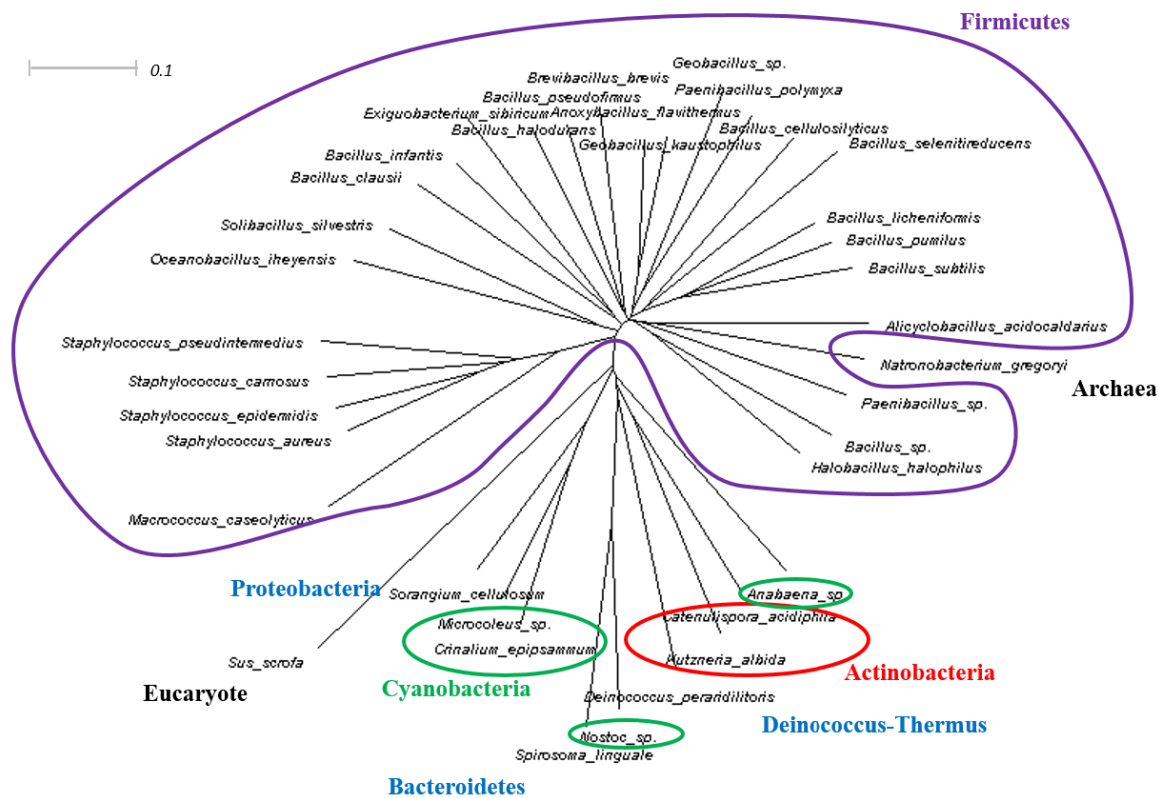 Firmicutes
0.1
Geobacillus_sp.
Brevibacillus_brevis
Paenibacillus_polymyxa
Bacillus_pseudofirmus
Exiguobacterium_sibiricum
Anoxybacillus_flavithermus
Bacillus_halodurans
Bacillus_cellulosilyticus
Geobacillus_kaustophilus
Bacillus_selenitireducens
Bacillus_infantis
Bacillus_clausii
Bacillus_licheniformis
Solibacillus_silvestris
Bacillus_pumilus
Oceanobacillus_iheyensis
Bacillus_subtilis
Alicyclobacillus_acidocaldarius
Staphylococcus_pseudintermedius
Natronobacterium_gregoryi
Staphylococcus_carnosus
Archaea
Paenibacillus_sp.
Staphylococcus_epidermidis
Staphylococcus_aureus
Bacillus_sp.
Halobacillus_halophilus
Macrococcus_caseolyticus
Proteobacteria
Sorangium_cellulosum
Anabaena_sp
Catenulispora_acidiphila
Microcoleus_sp.
Crinalium_epipsammum
Kutzneria_albida
Sus_scrofa
Actinobacteria
Eucaryote
Cyanobacteria
Deinococcus_peraridilitoris
Deinococcus-Thermus
Nostoc_sp.
Spirosoma_linguale
Bacteroidetes